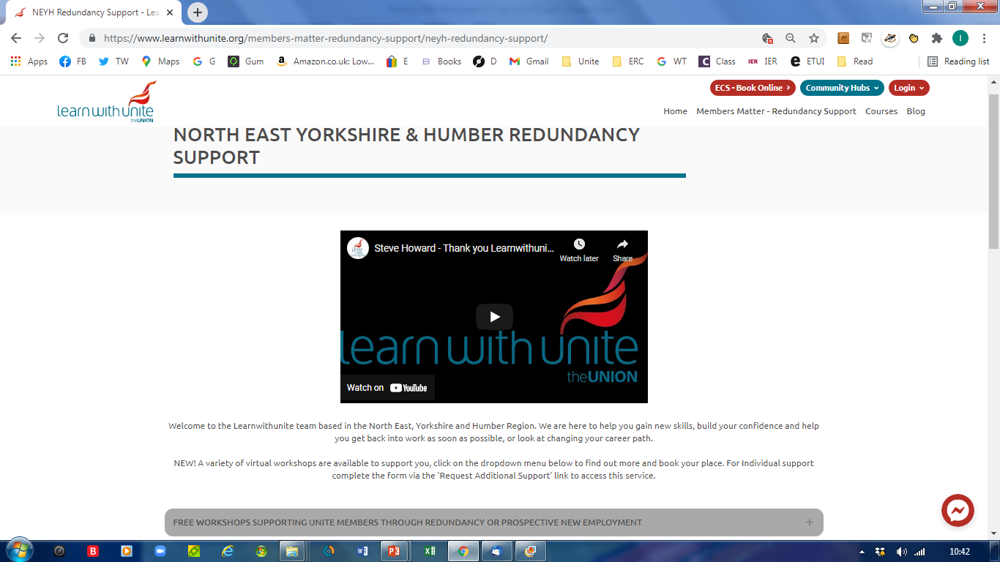 NEYH Redundancy Support - Lea
https://www.learnwithunite.org/members-matter-redundancy-support/neyh-redundancy-support/
I
Apps FB TW Maps G Gum Amazon.co.uk: Low... E Books D Gmail Unite ERC WT Class IER IER ETUI Read Reading list
ECS - Book Online Community Hubs Login
learn with unite
theUNION
Home Members Matter - Redundancy Support Courses Blog
NORTH EAST YORKSHIRE & HUMBER REDUNDANCY
SUPPORT
Steve Howard - Thank you Learnwithuni...
Watch later Share
learn with unite
theUNION
Watch on YouTube
Welcome to the Learnwithunite team based in the North East, Yorkshire and Humber Region. We are here to help you gain new skills, build your confidence and help
you get back into work as soon as possible, or look at changing your career path.
NEW! A variety of virtual workshops are available to support you, click on the dropdown menu below to find out more and book your place. For Individual support
complete the form via the 'Request Additional Support' link to access this service.
FREE WORKSHOPS SUPPORTING UNITE MEMBERS THROUGH REDUNDANCY OR PROSPECTIVE NEW EMPLOYMENT
10:42